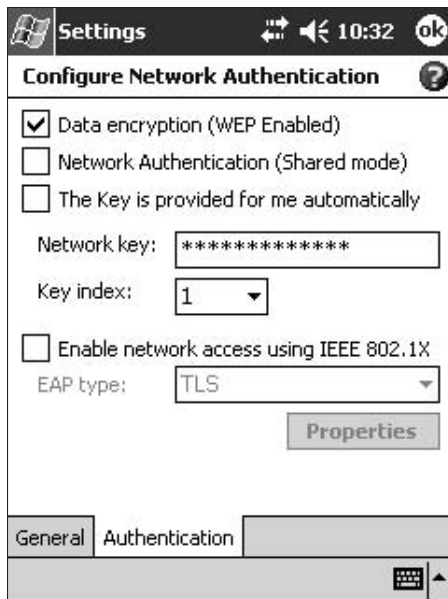 Settings 10:32 ok
Configure Network Authentication ?
Data encryption (WEP Enabled)
Network Authentication (Shared mode)
The Key is provided for me automatically
Network key: *************
Key index: 1
Enable network access using IEEE 802.1X
EAP type: TLS
Properties
General Authentication